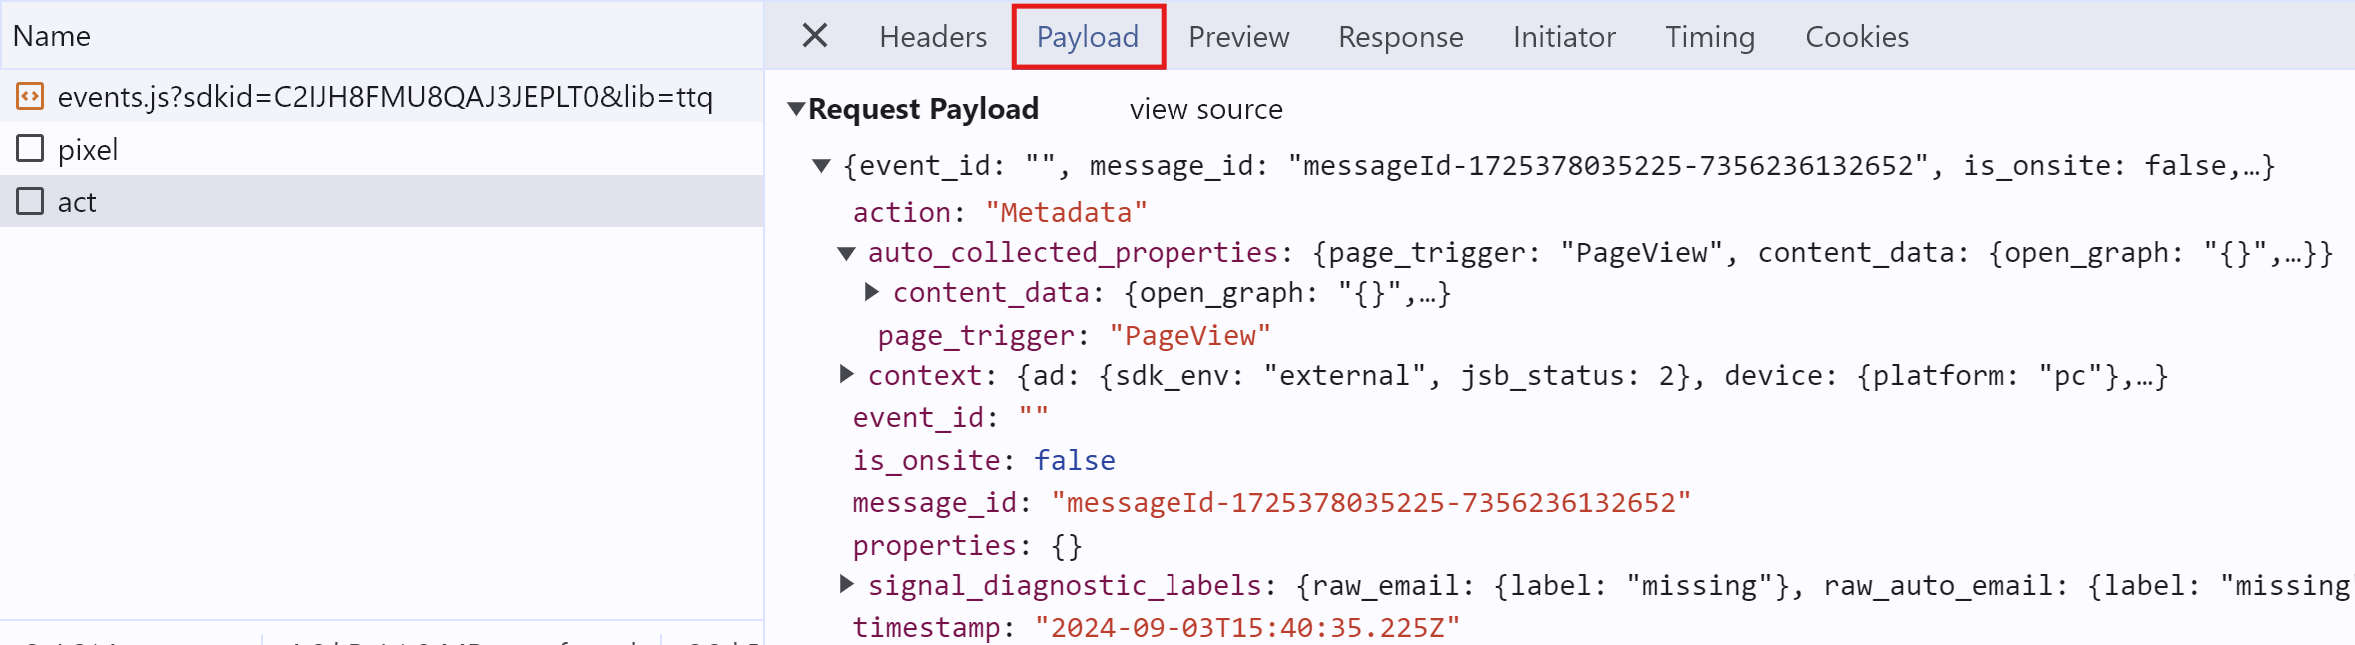 Name
events.js?sdkid=C2IJH8FMU8QAJ3JEPLT0&lib=ttq
pixel
act
Headers Payload Preview Response Initiator Timing Cookies
Request Payload view source
{event_id: "", message_id: "messageId-1725378035225-7356236132652", is_onsite: false,…}
action: "Metadata"
auto_collected_properties: {page_trigger: "PageView", content_data: {open_graph: "{}",…}}
content_data: {open_graph: "{}",…}
page_trigger: "PageView"
context: {ad: {sdk_env: "external", jsb_status: 2}, device: {platform: "pc"},…}
event_id: ""
is_onsite: false
message_id: "messageId-1725378035225-7356236132652"
properties: {}
signal_diagnostic_labels: {raw_email: {label: "missing"}, raw_auto_email: {label: "missing
timestamp: "2024-09-03T15:40:35.225Z"